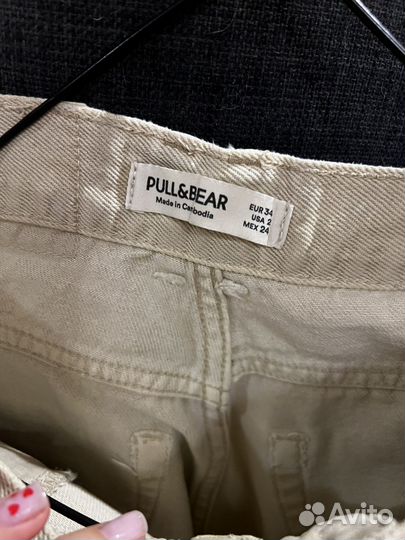 PULL&BEAR
Made in Cambodia
EUR 34
USA 2
MEX 24
Avito